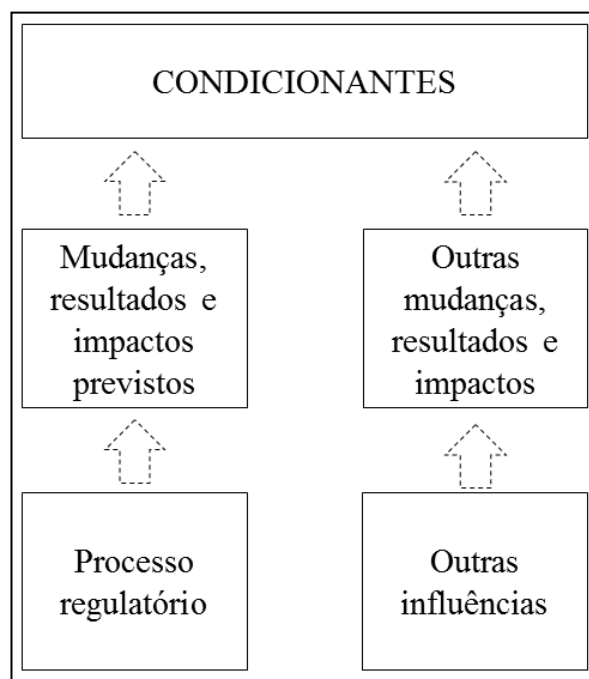 CONDICIONANTES
Mudanças,
resultados e
impactos
previstos
Outras
mudanças,
resultados e
impactos
Processo
regulatório
Outras
influências